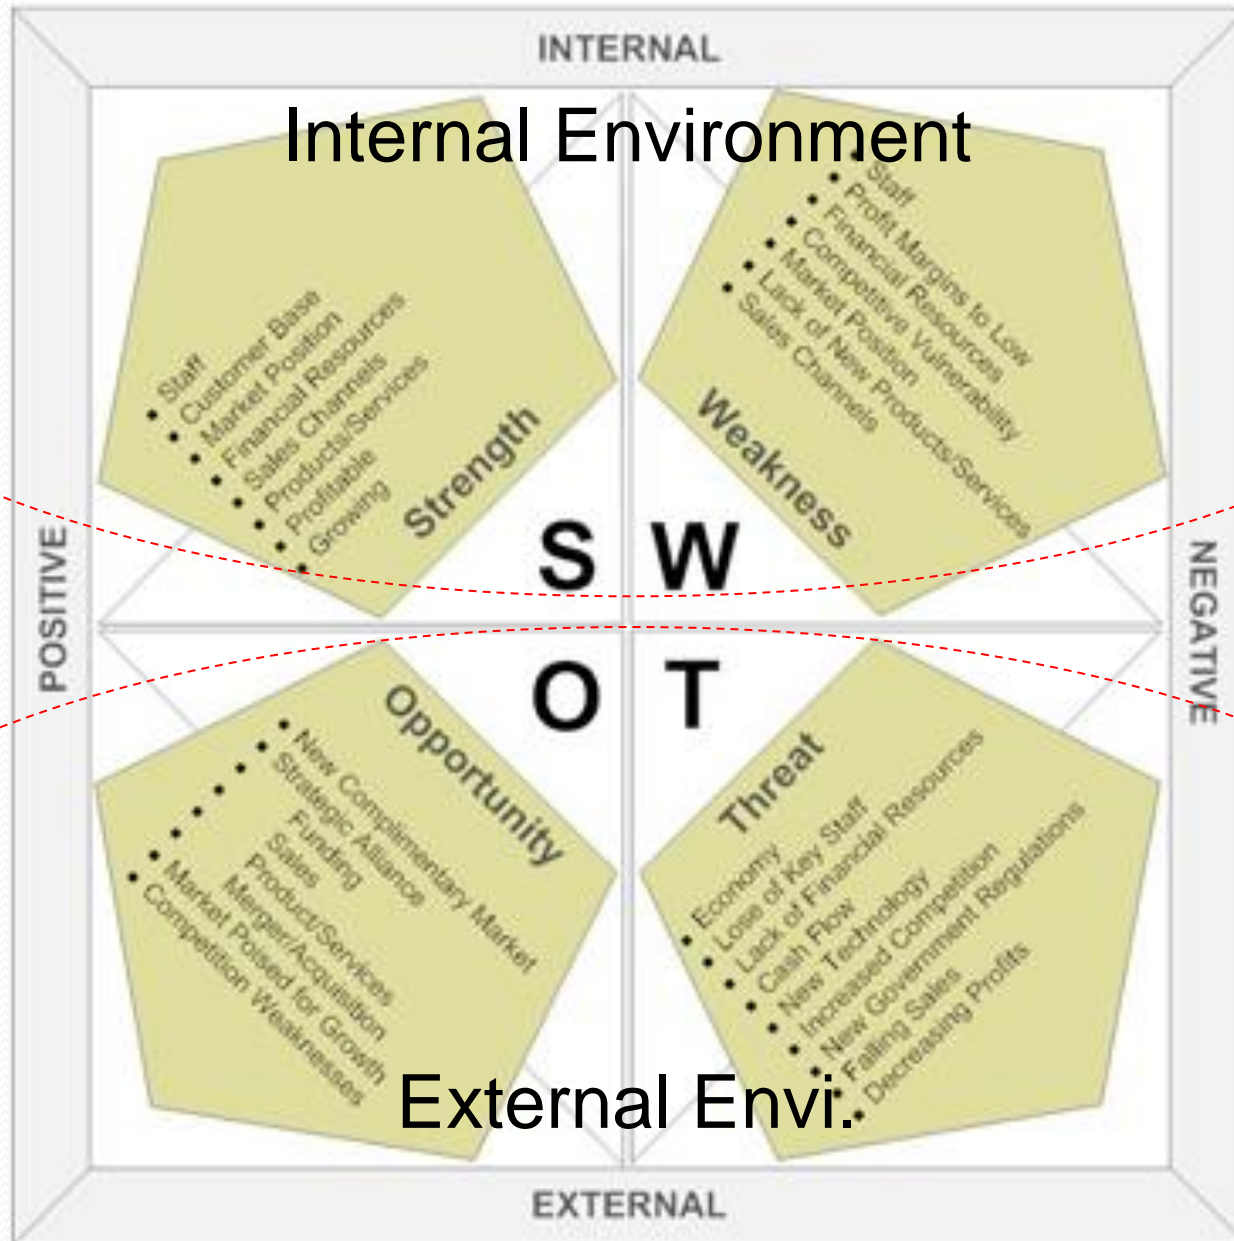 INTERNAL
Internal Environment
POSITIVE
NEGATIVE
• Staff
• Customer Base
• Market Position
• Financial Resources
• Sales Channels
• Products/Services
• Profitable
• Growing
Strength
• Staff
• Profit Margins to Low
• Financial Resources
• Competitive Vulnerability
• Market Position
• Lack of New Products/Services
• Sales Channels
Weakness
S W
O T
Opportunity
• New Complimentary Market
• Strategic Alliance
• Funding
• Sales
• Product/Services
• Merger/Acquisition
• Market Poised for Growth
• Competition Weaknesses
Threat
• Economy
• Lose of Key Staff
• Lack of Financial Resources
• Cash Flow
• New Technology
• Increased Competition
• New Government Regulations
• Falling Sales
• Decreasing Profits
External Envi.
EXTERNAL